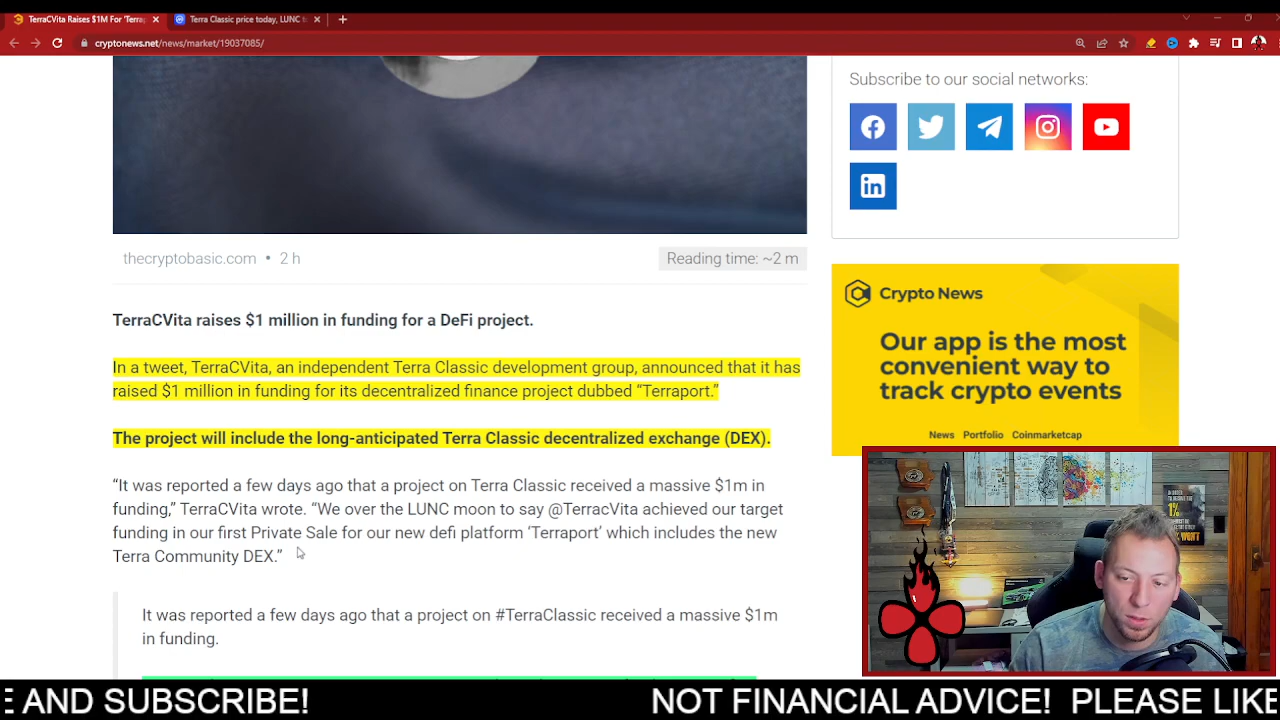 TerraCVita Raises $1M For 'Terrap
Terra Classic price today, LUNC t
cryptonews.net/news/market/19037085/
Subscribe to our social networks:
thecryptobasic.com • 2 h
Reading time: ~2 m
TerraCVita raises $1 million in funding for a DeFi project.
In a tweet, TerraCVita, an independent Terra Classic development group, announced that it has
raised $1 million in funding for its decentralized finance project dubbed “Terraport.”
The project will include the long-anticipated Terra Classic decentralized exchange (DEX).
“It was reported a few days ago that a project on Terra Classic received a massive $1m in
funding,” TerraCVita wrote. “We over the LUNC moon to say @TerracVita achieved our target
funding in our first Private Sale for our new defi platform ‘Terraport’ which includes the new
Terra Community DEX.”
It was reported a few days ago that a project on #TerraClassic received a massive $1m
in funding.
Crypto News
Our app is the most
convenient way to
track crypto events
News Portfolio Coinmarketcap
1%
E AND SUBSCRIBE!
NOT FINANCIAL ADVICE! PLEASE LIKE